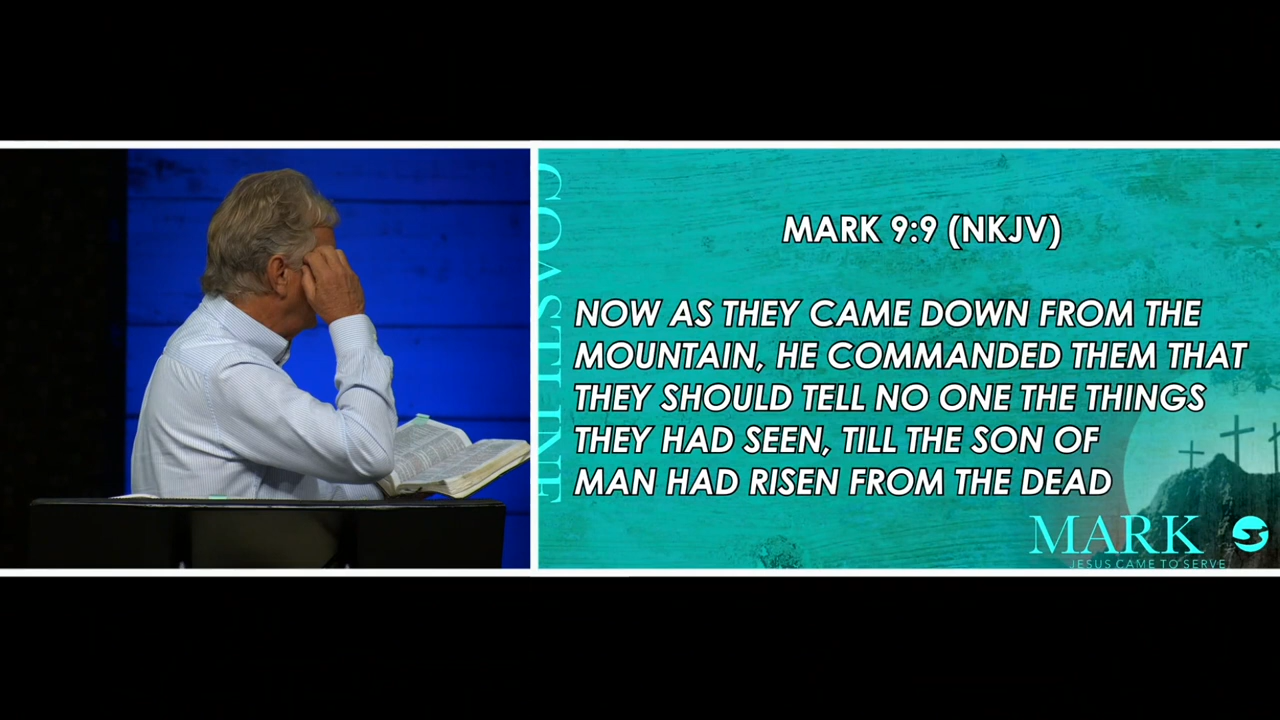 COASTLINE
MARK 9:9 (NKJV)
NOW AS THEY CAME DOWN FROM THE
MOUNTAIN, HE COMMANDED THEM THAT
THEY SHOULD TELL NO ONE THE THINGS
THEY HAD SEEN, TILL THE SON OF
MAN HAD RISEN FROM THE DEAD
MARK
JESUS CAME TO SERVE